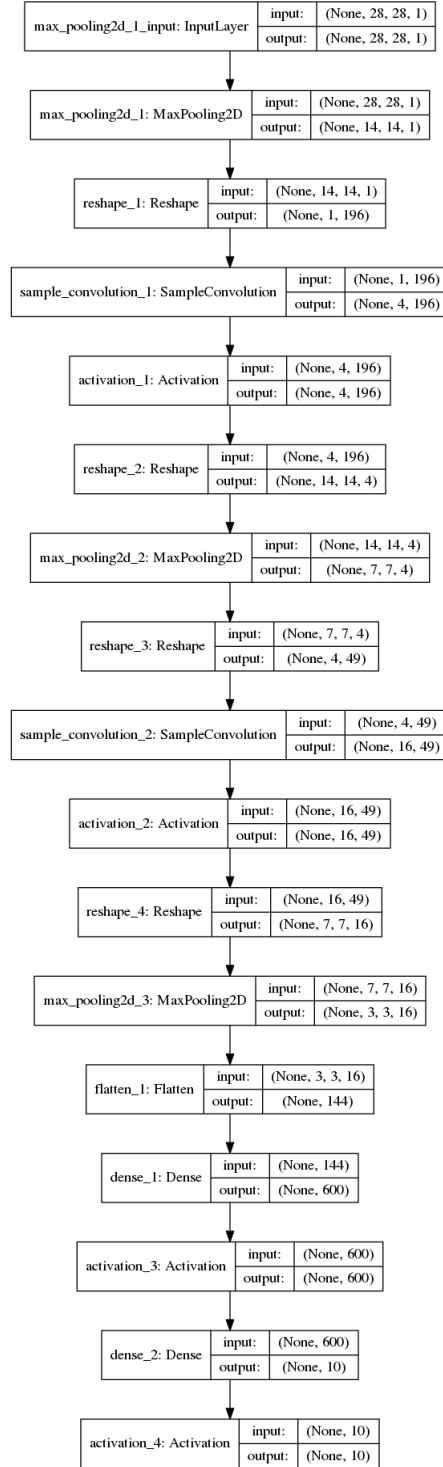 max_pooling2d_1_input: InputLayer input: (None, 28, 28, 1)
output: (None, 28, 28, 1)
max_pooling2d_1: MaxPooling2D input: (None, 28, 28, 1)
output: (None, 14, 14, 1)
reshape_1: Reshape input: (None, 14, 14, 1)
output: (None, 1, 196)
sample_convolution_1: SampleConvolution input: (None, 1, 196)
output: (None, 4, 196)
activation_1: Activation input: (None, 4, 196)
output: (None, 4, 196)
reshape_2: Reshape input: (None, 4, 196)
output: (None, 14, 14, 4)
max_pooling2d_2: MaxPooling2D input: (None, 14, 14, 4)
output: (None, 7, 7, 4)
reshape_3: Reshape input: (None, 7, 7, 4)
output: (None, 4, 49)
sample_convolution_2: SampleConvolution input: (None, 4, 49)
output: (None, 16, 49)
activation_2: Activation input: (None, 16, 49)
output: (None, 16, 49)
reshape_4: Reshape input: (None, 16, 49)
output: (None, 7, 7, 16)
max_pooling2d_3: MaxPooling2D input: (None, 7, 7, 16)
output: (None, 3, 3, 16)
flatten_1: Flatten input: (None, 3, 3, 16)
output: (None, 144)
dense_1: Dense input: (None, 144)
output: (None, 600)
activation_3: Activation input: (None, 600)
output: (None, 600)
dense_2: Dense input: (None, 600)
output: (None, 10)
activation_4: Activation input: (None, 10)
output: (None, 10)